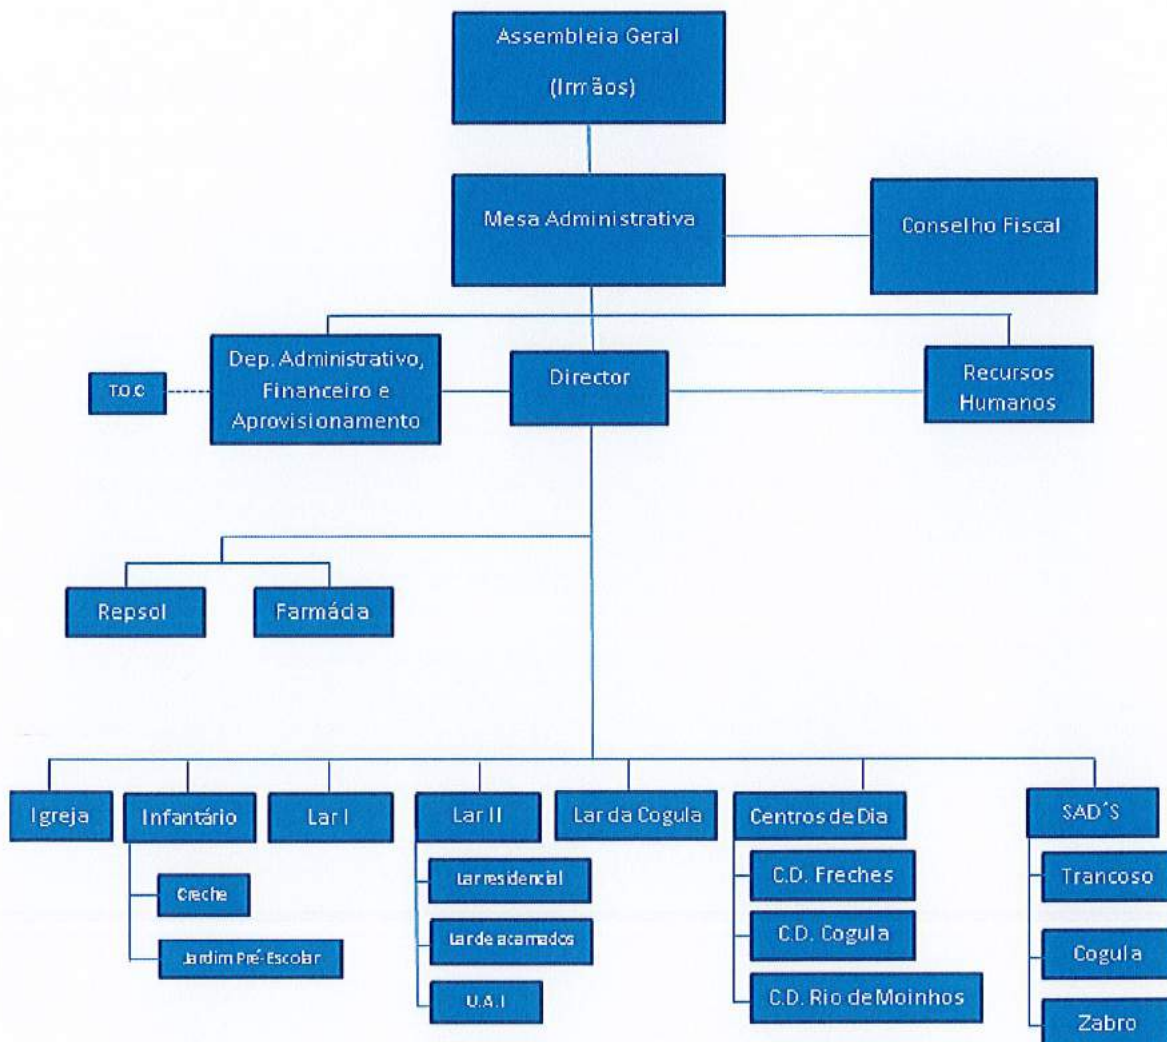 Assembleia Geral
(Irmãos)
Mesa Administrativa
Conselho Fiscal
T.O.C
Dep. Administrativo,
Financeiro e
Aprovisionamento
Director
Recursos
Humanos
Repsol
Farmácia
Igreja
Infantário
Lar I
Lar II
Lar da Cogula
Centros de Dia
SAD´S
Creche
Jardim Pré-Escolar
Lar residencial
Lar de acamados
U.A.I
C.D. Freches
C.D. Cogula
C.D. Rio de Moinhos
Trancoso
Cogula
Zabro